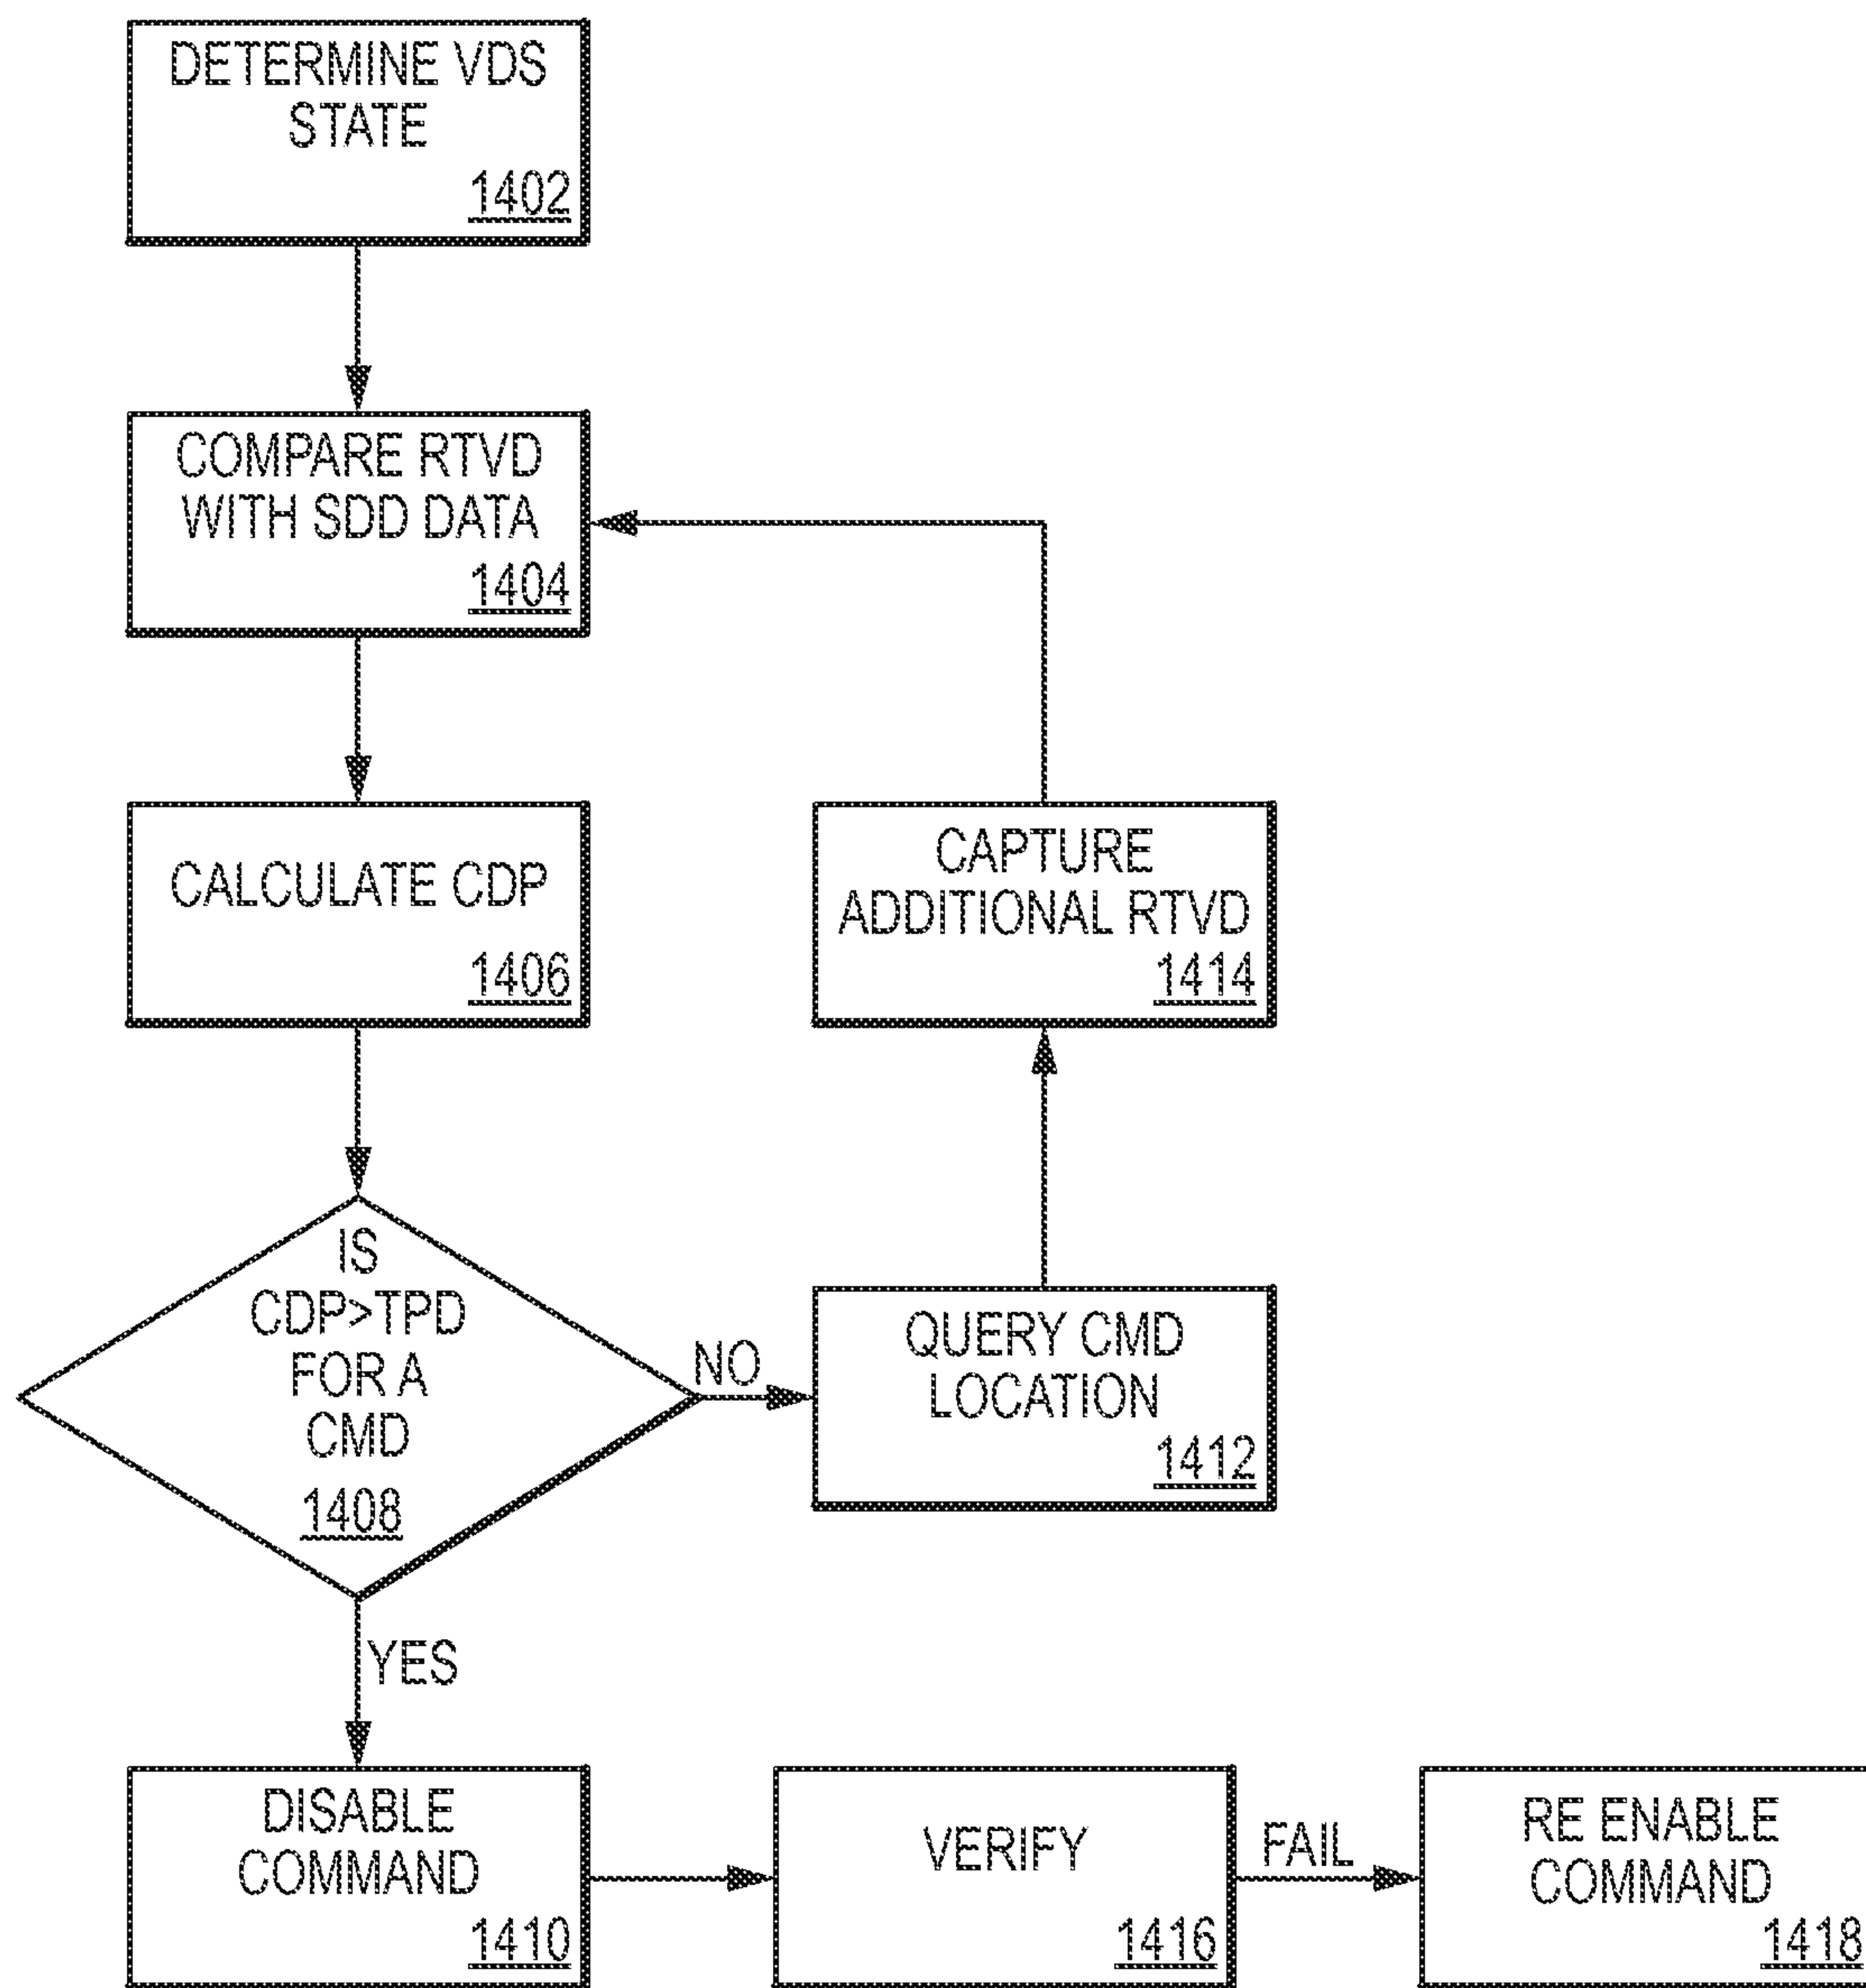 DETERMINE VDS
STATE
1402
COMPARE RTVD
WITH SDD DATA
1404
CALCULATE CDP
1406
CAPTURE
ADDITIONAL RTVD
1414
IS
CDP>TPD
FOR A
CMD
1408
NO
QUERY CMD
LOCATION
1412
YES
DISABLE
COMMAND
1410
VERIFY
1416
FAIL
RE ENABLE
COMMAND
1418